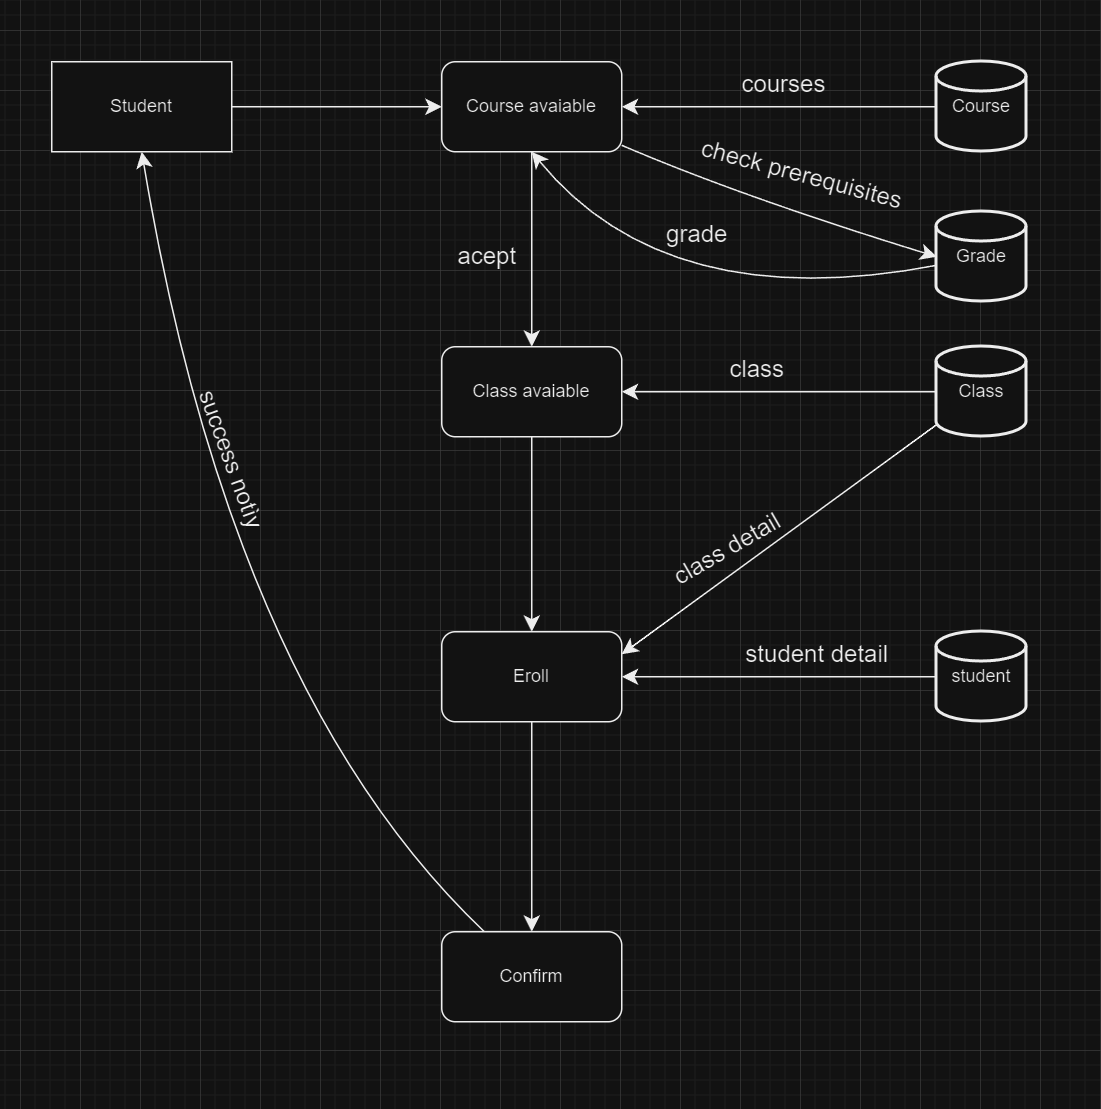 Student
Course avaiable
courses
Course
check prerequisites
grade
Grade
acept
Class avaiable
class
Class
success notìy
class detail
Eroll
student detail
student
Confirm